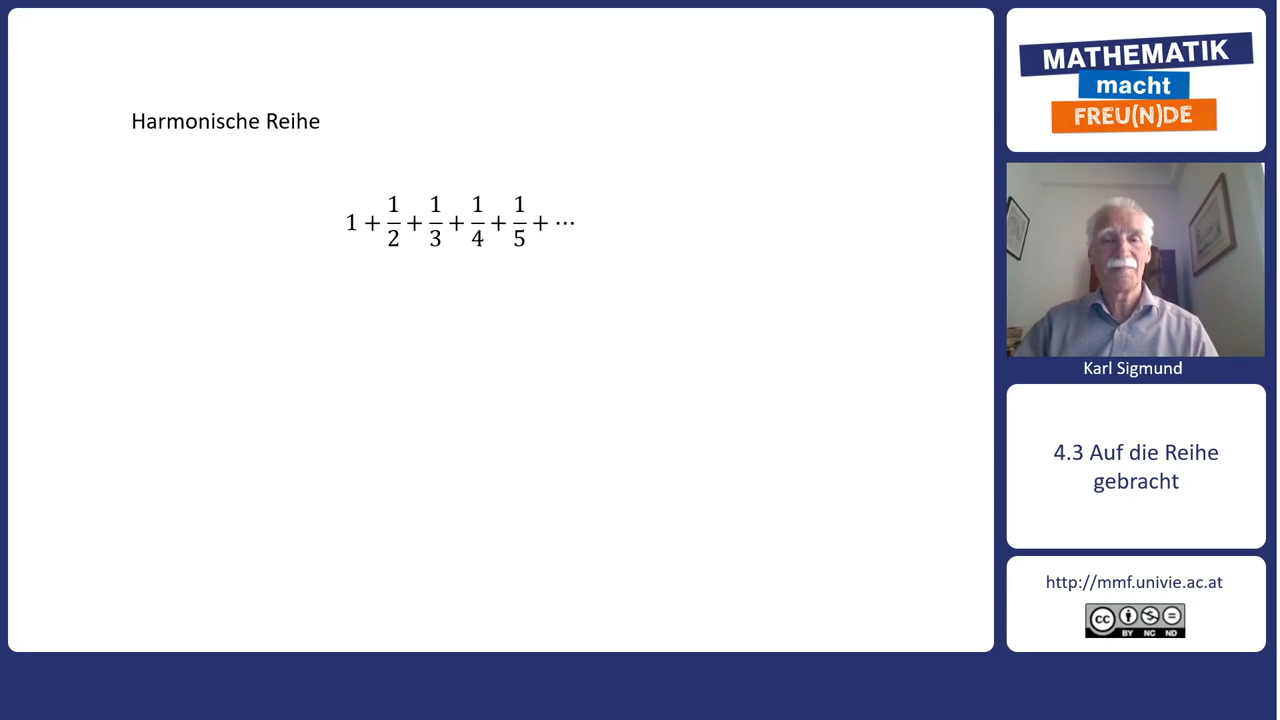 Harmonische Reihe
1 + 1/2 + 1/3 + 1/4 + 1/5 + ⋯
MATHEMATIK
macht
FREU(N)DE
Karl Sigmund
4.3 Auf die Reihe
gebracht
http://mmf.univie.ac.at
cc
BY NC ND